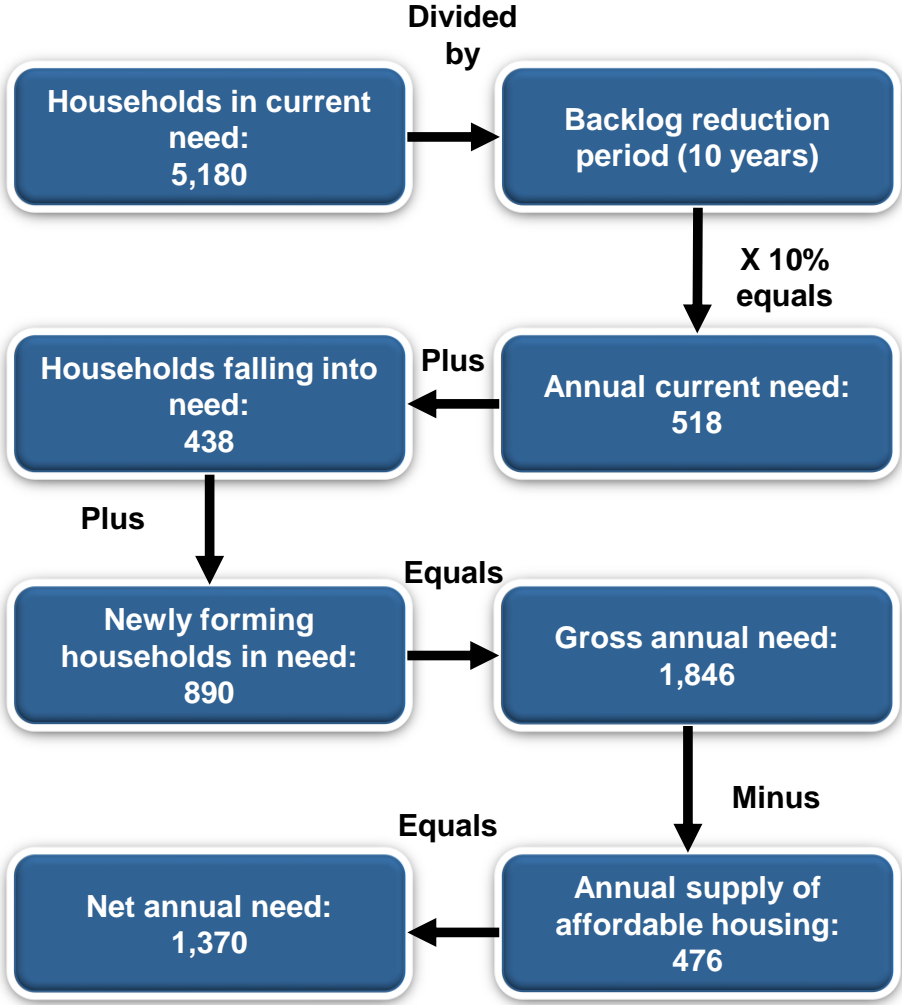 Divided
by
Households in current
need:
5,180
Backlog reduction
period (10 years)
X 10%
equals
Annual current need:
518
Plus
Households falling into
need:
438
Plus
Newly forming
households in need:
890
Equals
Gross annual need:
1,846
Minus
Annual supply of
affordable housing:
476
Equals
Net annual need:
1,370